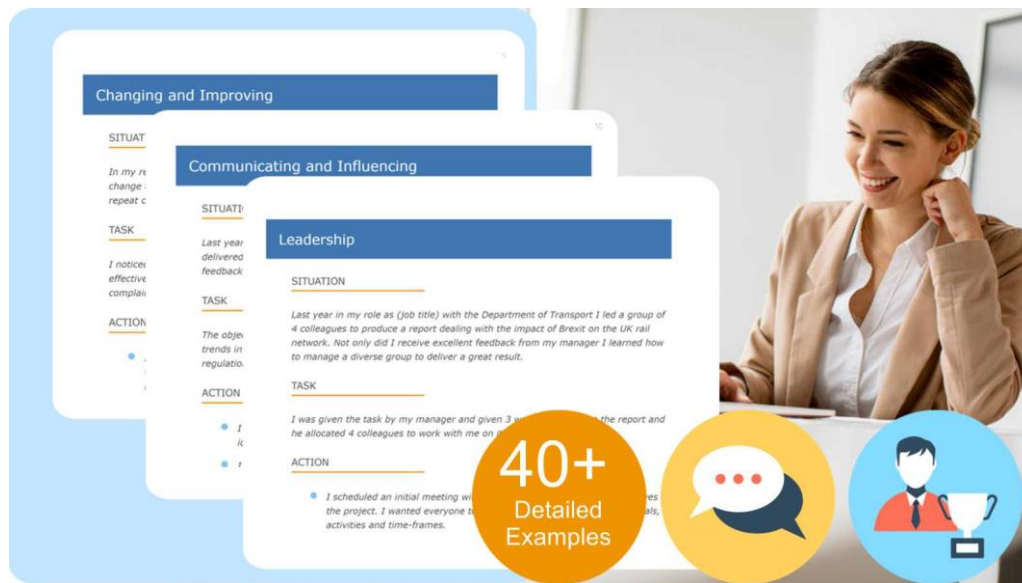 Changing and Improving
SITUAT
In my
change
repeat
TASK
I
effective
ACTION
Communicating and Influencing
SITUATI
Last year
delivered
feedback
TASK
The
trends in
ACTION
I
Leadership
SITUATION
Last year in my role as (job title) with the Department of Transport I led a group of
4 colleagues to produce a report dealing with the impact of Brexit on the UK rail
network. Not only did I receive excellent feedback from my manager I learned how
to manage a diverse group to deliver a great result.
TASK
I was given the task by my manager and given 3 the report and
he allocated 4 colleagues to work with me on
ACTION
I scheduled an initial meeting
the project. I wanted everyone
activities and time-frames.
40+
Detailed
Examples